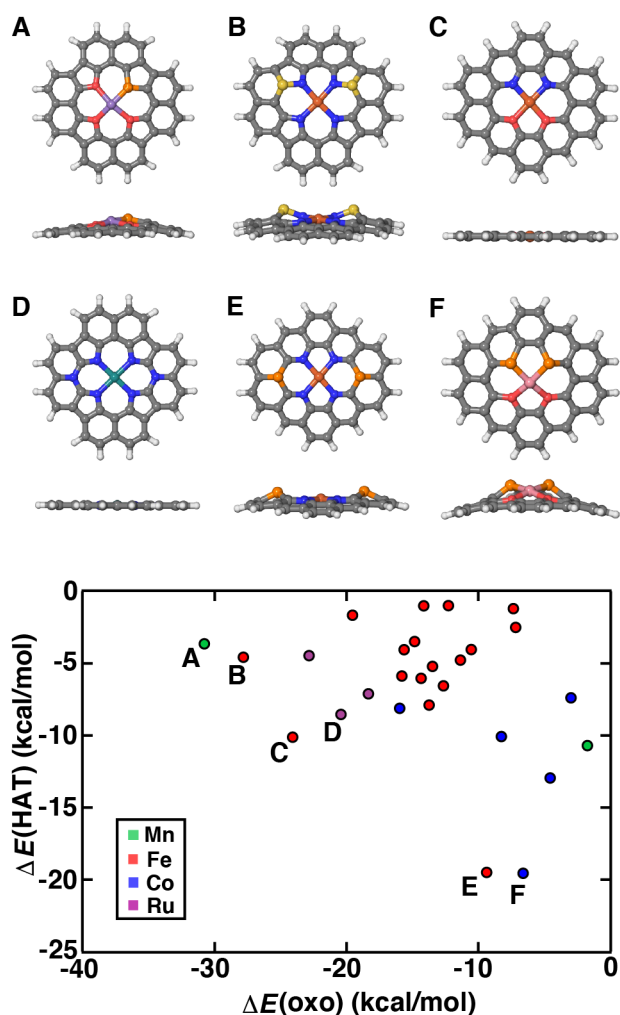 A B C
D E F
0
-5
-10
-15
-20
-25
ΔE(HAT) (kcal/mol)
A
B
C
D
E
F
Mn
Fe
Co
Ru
-40 -30 -20 -10 0
ΔE(oxo) (kcal/mol)